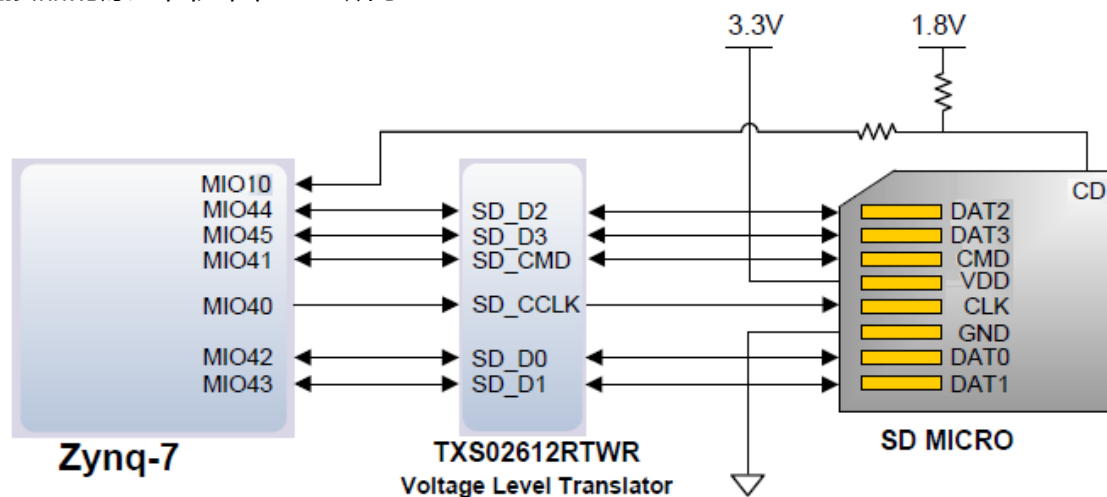 3.3V
1.8V
MIO10
MIO44
MIO45
MIO41
MIO40
MIO42
MIO43
Zynq-7
SD_D2
SD_D3
SD_CMD
SD_CCLK
SD_D0
SD_D1
TXS02612RTWR
Voltage Level Translator
CD
DAT2
DAT3
CMD
VDD
CLK
GND
DAT0
DAT1
SD MICRO